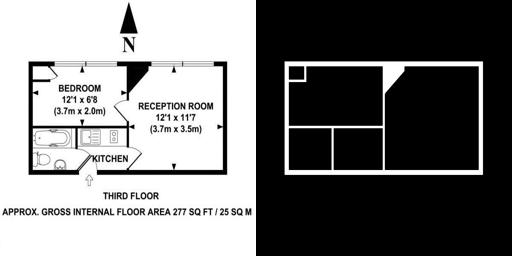 N
BEDROOM
12'1 x 6'8
(3.7m x 2.0m)
RECEPTION ROOM
12'1 x 11'7
(3.7m x 3.5m)
KITCHEN
THIRD FLOOR
APPROX. GROSS INTERNAL FLOOR AREA 277 SQ FT / 25 SQ M